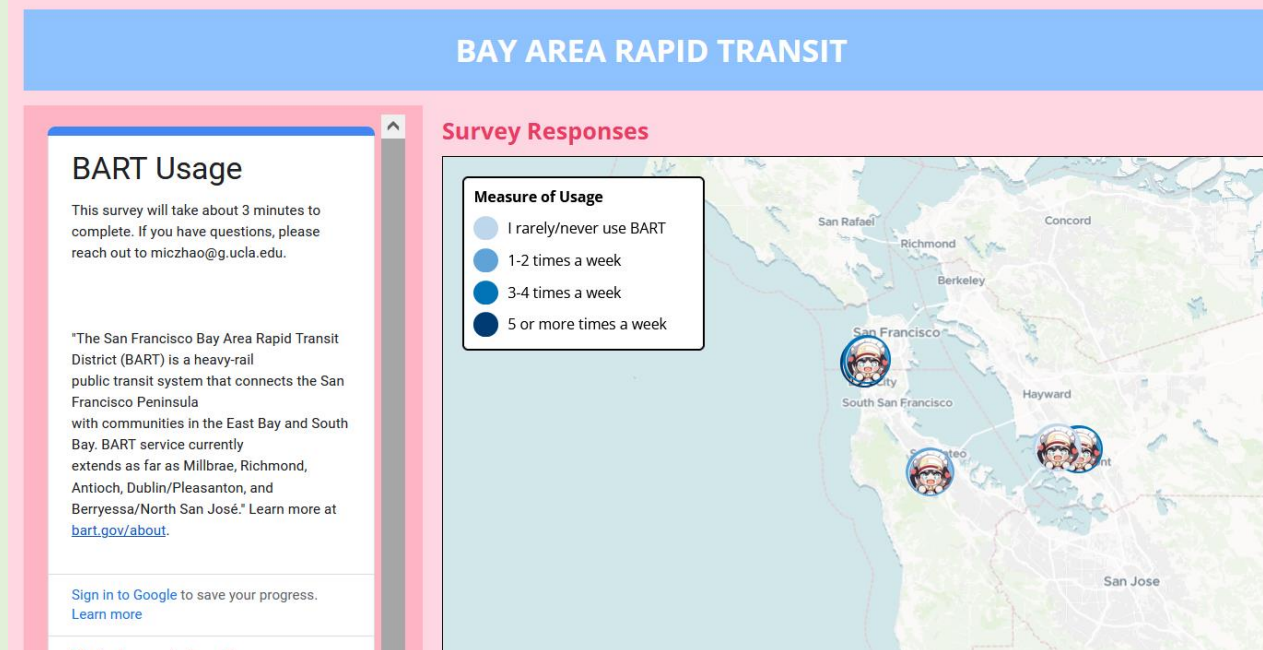 BAY AREA RAPID TRANSIT
BART Usage
This survey will take about 3 minutes to
complete. If you have questions, please
reach out to miczhao@g.ucla.edu.
"The San Francisco Bay Area Rapid Transit
District (BART) is a heavy-rail
public transit system that connects the San
Francisco Peninsula
with communities in the East Bay and South
Bay. BART service currently
extends as far as Millbrae, Richmond,
Antioch, Dublin/Pleasanton, and
Berryessa/North San José." Learn more at
bart.gov/about.
Sign in to Google to save your progress.
Learn more
Survey Responses
Measure of Usage
I rarely/never use BART
1-2 times a week
3-4 times a week
5 or more times a week
San Rafael
Concord
Richmond
Berkeley
San Francisco
South San Francisco
Hayward
San Jose